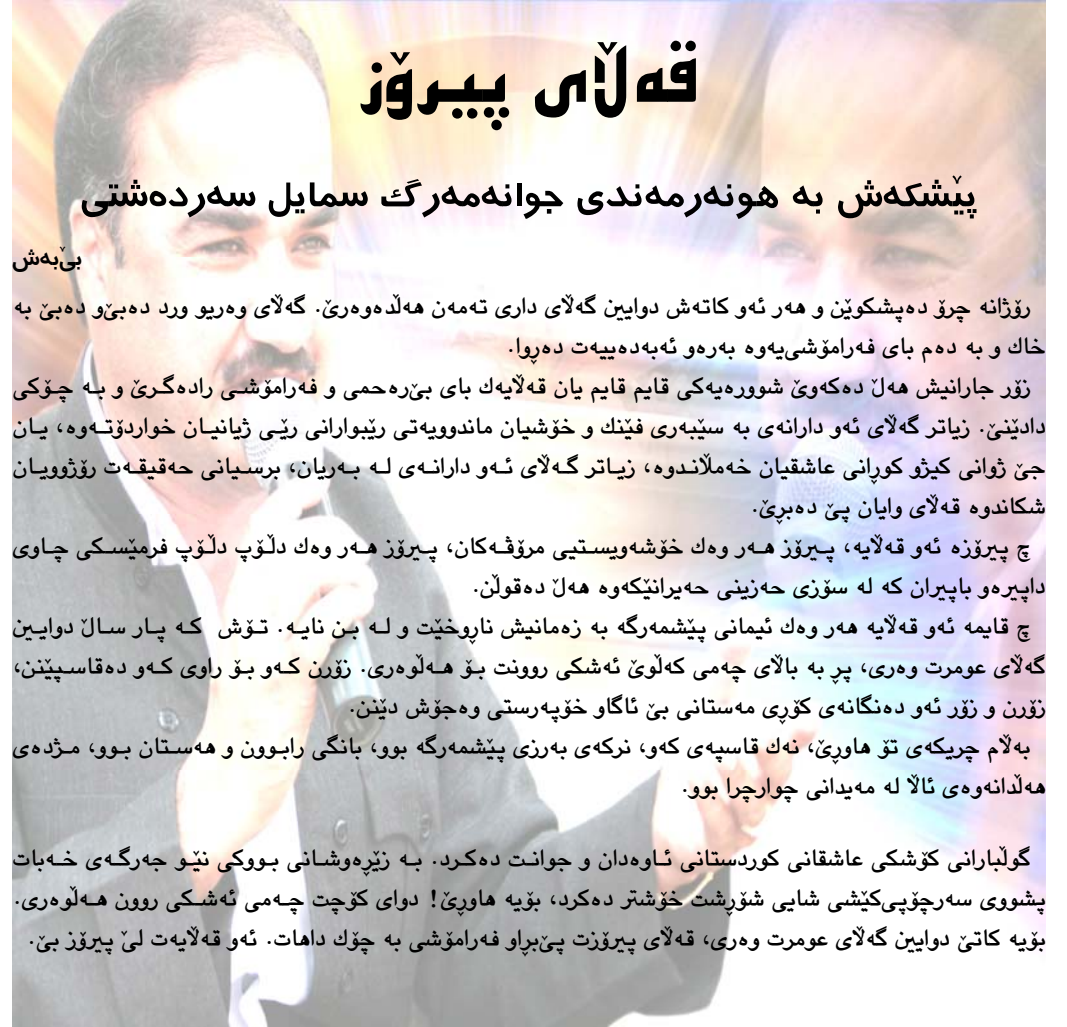 قەڵای پیرۆز
پێشکەش بە هونەرمەندی جوانەمەرگ سمایل سەردەشتی
بێبەش
رۆژانە چرۆ دەپشکوێن و هەر ئەو کاتەش دوایین گەڵای داری تەمەن هەڵدەوەرێ. گەڵای وەریو ورد دەبێو دەبێ بە
خاك و بە دەم بای فەرامۆشییەوە بەرەو ئەبەدەییەت دەڕوا.
زۆر جارانیش هەڵ دەکەوێ شوورەیەکی قایم قایم یان قەڵایەك بای بێرەحمی و فەرامۆشی رادەگرێ و بە چۆکی
دادێنێ. زیاتر گەڵای ئەو دارانەی بە سێبەری فێنك و خۆشیان ماندوویەتی رێبوارانی رێی ژیانیان خواردۆتەوە، یان
جێ ژوانی کیژو کوڕانی عاشقیان خەمڵاندوە، زیاتر گەڵای ئەو دارانەی لە بەریان، برسیانی حەقیقەت رۆژوویان
شکاندوە قەڵای وایان پێ دەبڕێ.
چ پیرۆزە ئەو قەڵایە، پیرۆز هەر وەك خۆشەویستیی مرۆڤەکان، پیرۆز هەر وەك دڵۆپ دڵۆپ فرمێسکی چاوی
داپیرەو باپیران کە لە سۆزی حەزینی حەیرانێکەوە هەڵ دەقوڵن.
چ قایمە ئەو قەڵایە هەر وەك ئیمانی پێشمەرگە بە زەمانیش ناڕوخێت و لە بن نایە. تۆش کە پار ساڵ دوایین
گەڵای عومرت وەری، پڕ بە باڵای چەمی کەڵوێ ئەشکی روونت بۆ هەڵوەری. زۆرن کەو بۆ راوی کەو دەقاسپێنن،
زۆرن و زۆر ئەو دەنگانەی کۆڕی مەستانی بێ ئاگاو خۆپەرستی وەجۆش دێنن.
بەڵام چریکەی تۆ هاوڕێ، نەك قاسپەی کەو، نرکەی بەرزی پێشمەرگە بوو، بانگی رابوون و هەستان بوو، مژدەی
هەڵدانەوەی ئاڵا لە مەیدانی چوارچرا بوو.
گوڵبارانی کۆشکی عاشقانی کوردستانی ئاوەدان و جوانت دەکرد. بە زێڕەوشانی بووکی نێو جەرگەی خەبات
پشووی سەرچۆپیکێشی شایی شۆڕشت خۆشتر دەکرد، بۆیە هاوڕێ! دوای کۆچت چەمی ئەشکی روون هەڵوەری.
بۆیە کاتێ دوایین گەڵای عومرت وەری، قەڵای پیرۆزت پێبڕاو فەرامۆشی بە چۆك داهات. ئەو قەڵایەت لێ پیرۆز بێ.